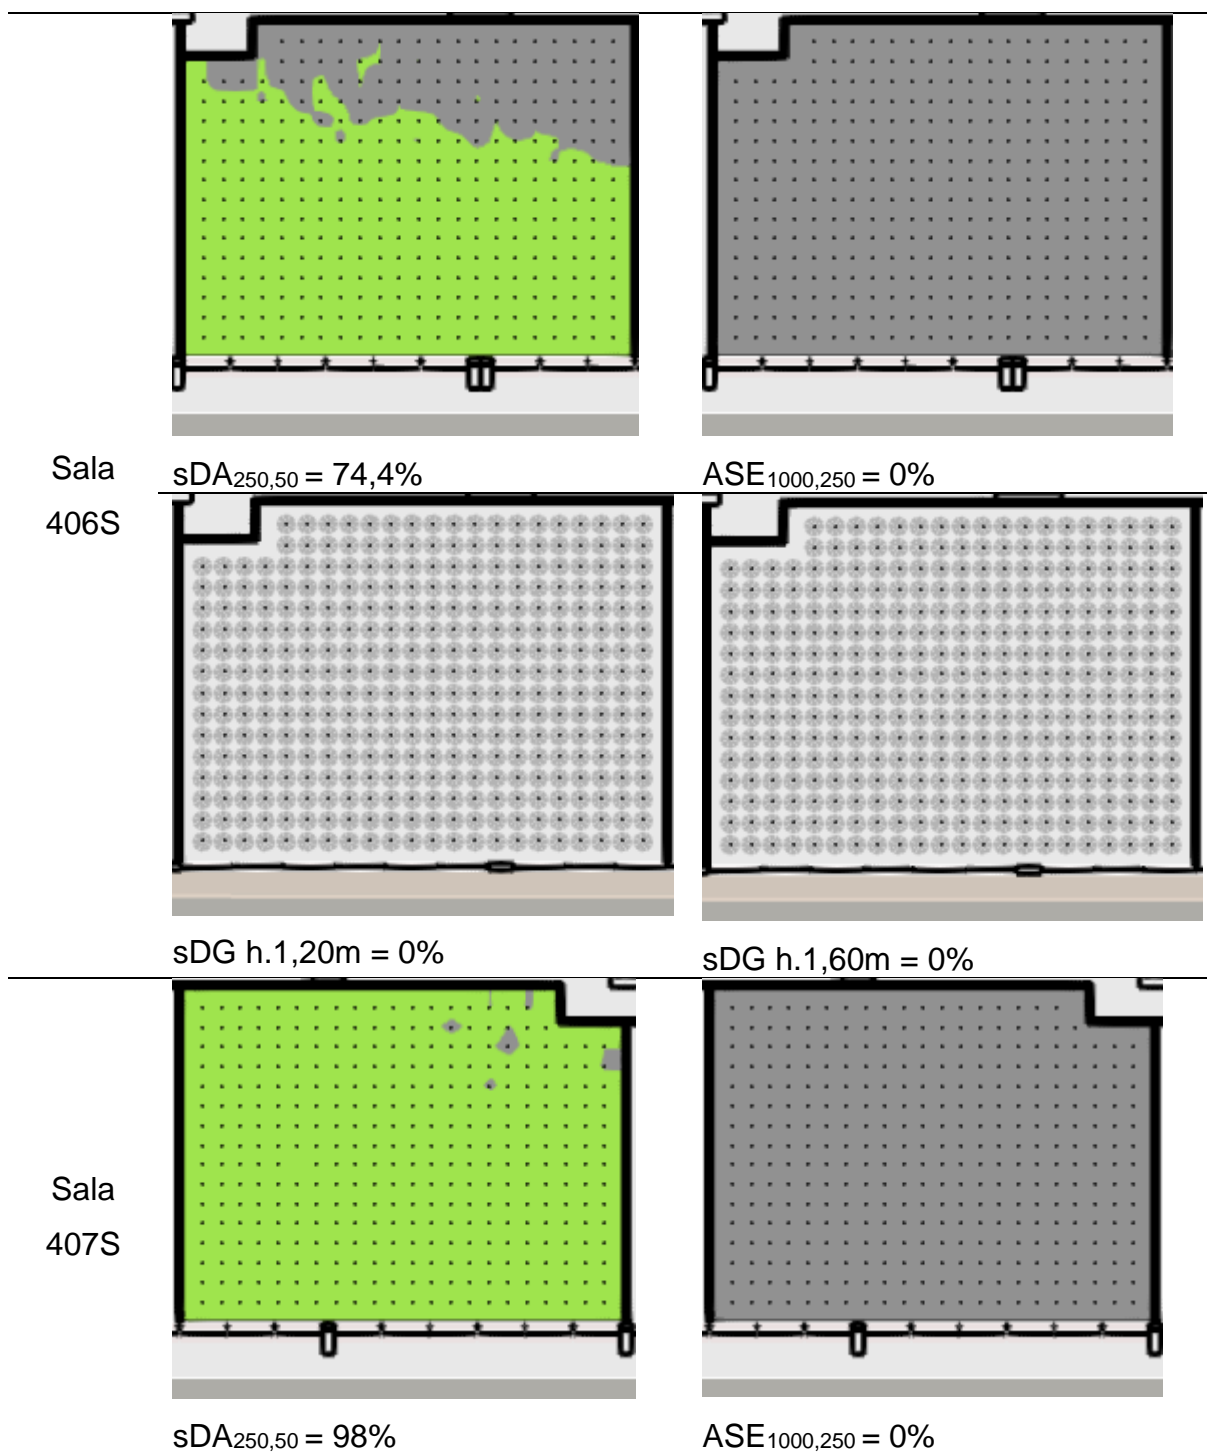 sDA250,50 = 74,4% ASE1000,250 = 0%
Sala
406S
sDG h.1,20m = 0% sDG h.1,60m = 0%
Sala
407S
sDA250,50 = 98% ASE1000,250 = 0%